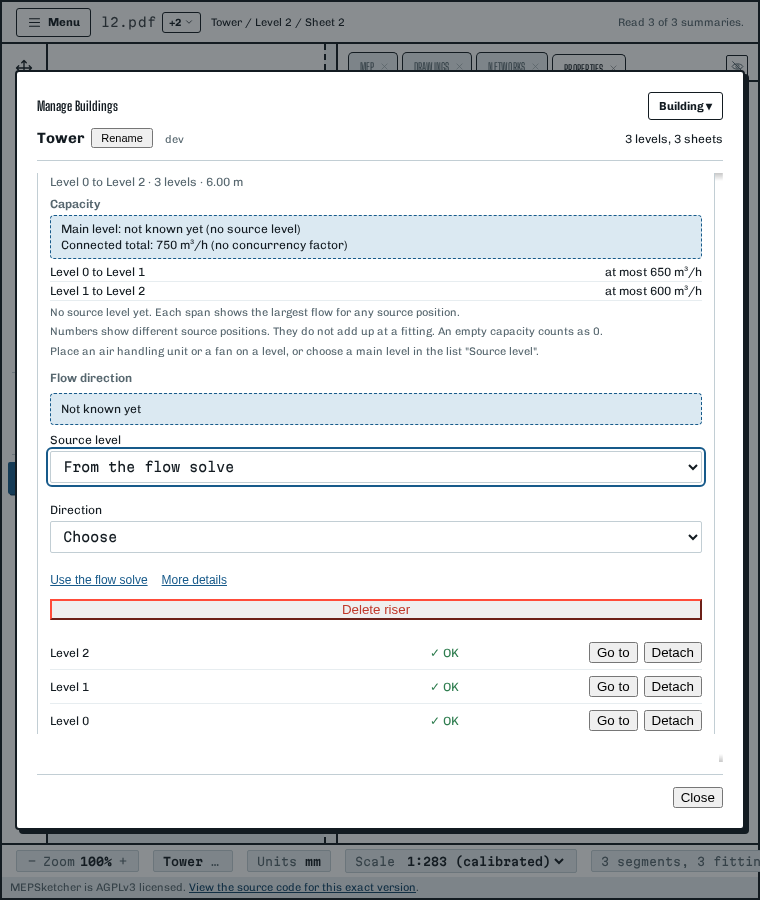 Menu l2.pdf +2 Tower / Level 2 / Sheet 2 Read 3 of 3 summaries.
MEP × DRAWINGS × NETWORKS × PROPERTIES ×
Manage Buildings Building ▾
Tower Rename dev 3 levels, 3 sheets
Level 0 to Level 2 · 3 levels · 6.00 m
Capacity
Main level: not known yet (no source level)
Connected total: 750 m³/h (no concurrency factor)
Level 0 to Level 1 at most 650 m³/h
Level 1 to Level 2 at most 600 m³/h
No source level yet. Each span shows the largest flow for any source position.
Numbers show different source positions. They do not add up at a fitting. An empty capacity counts as 0.
Place an air handling unit or a fan on a level, or choose a main level in the list "Source level".
Flow direction
Not known yet
Source level
From the flow solve
Direction
Choose
Use the flow solve More details
Delete riser
Level 2 ✓ OK Go to Detach
Level 1 ✓ OK Go to Detach
Level 0 ✓ OK Go to Detach
Close
− Zoom 100% + Tower … Units mm Scale 1:283 (calibrated) 3 segments, 3 fittin
MEPSketcher is AGPLv3 licensed. View the source code for this exact version.